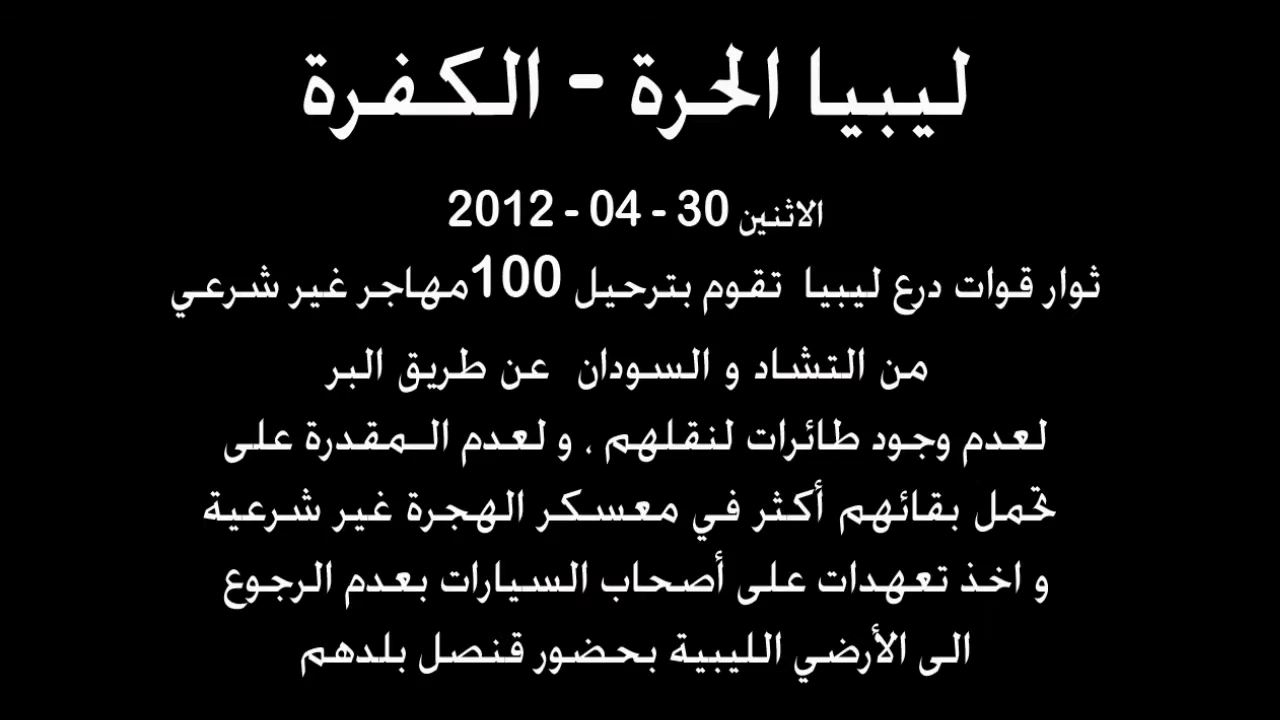 ليبيا الحرة - الكفرة
الاثنين 30 - 04 - 2012
ثوار قوات درع ليبيا تقوم بترحيل 100مهاجر غير شرعي
من التشاد و السودان عن طريق البر
لعدم وجود طائرات لنقلهم ، و لعدم المقدرة على
تحمل بقائهم أكثر في معسكر الهجرة غير شرعية
و اخذ تعهدات على أصحاب السيارات بعدم الرجوع
الى الأرضي الليبية بحضور قنصل بلدهم